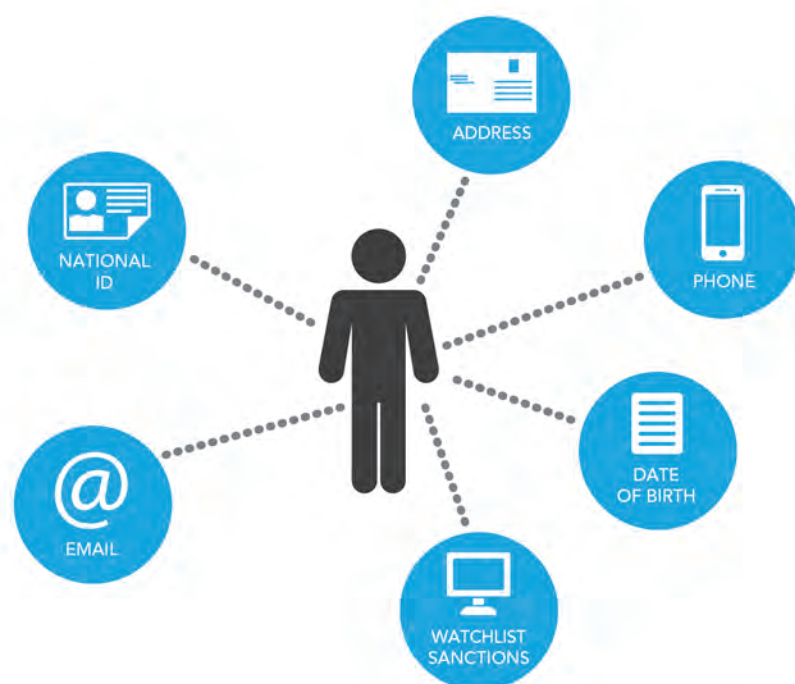 ADDRESS
NATIONAL
ID
PHONE
@
EMAIL
DATE
OF BIRTH
WATCHLIST
SANCTIONS